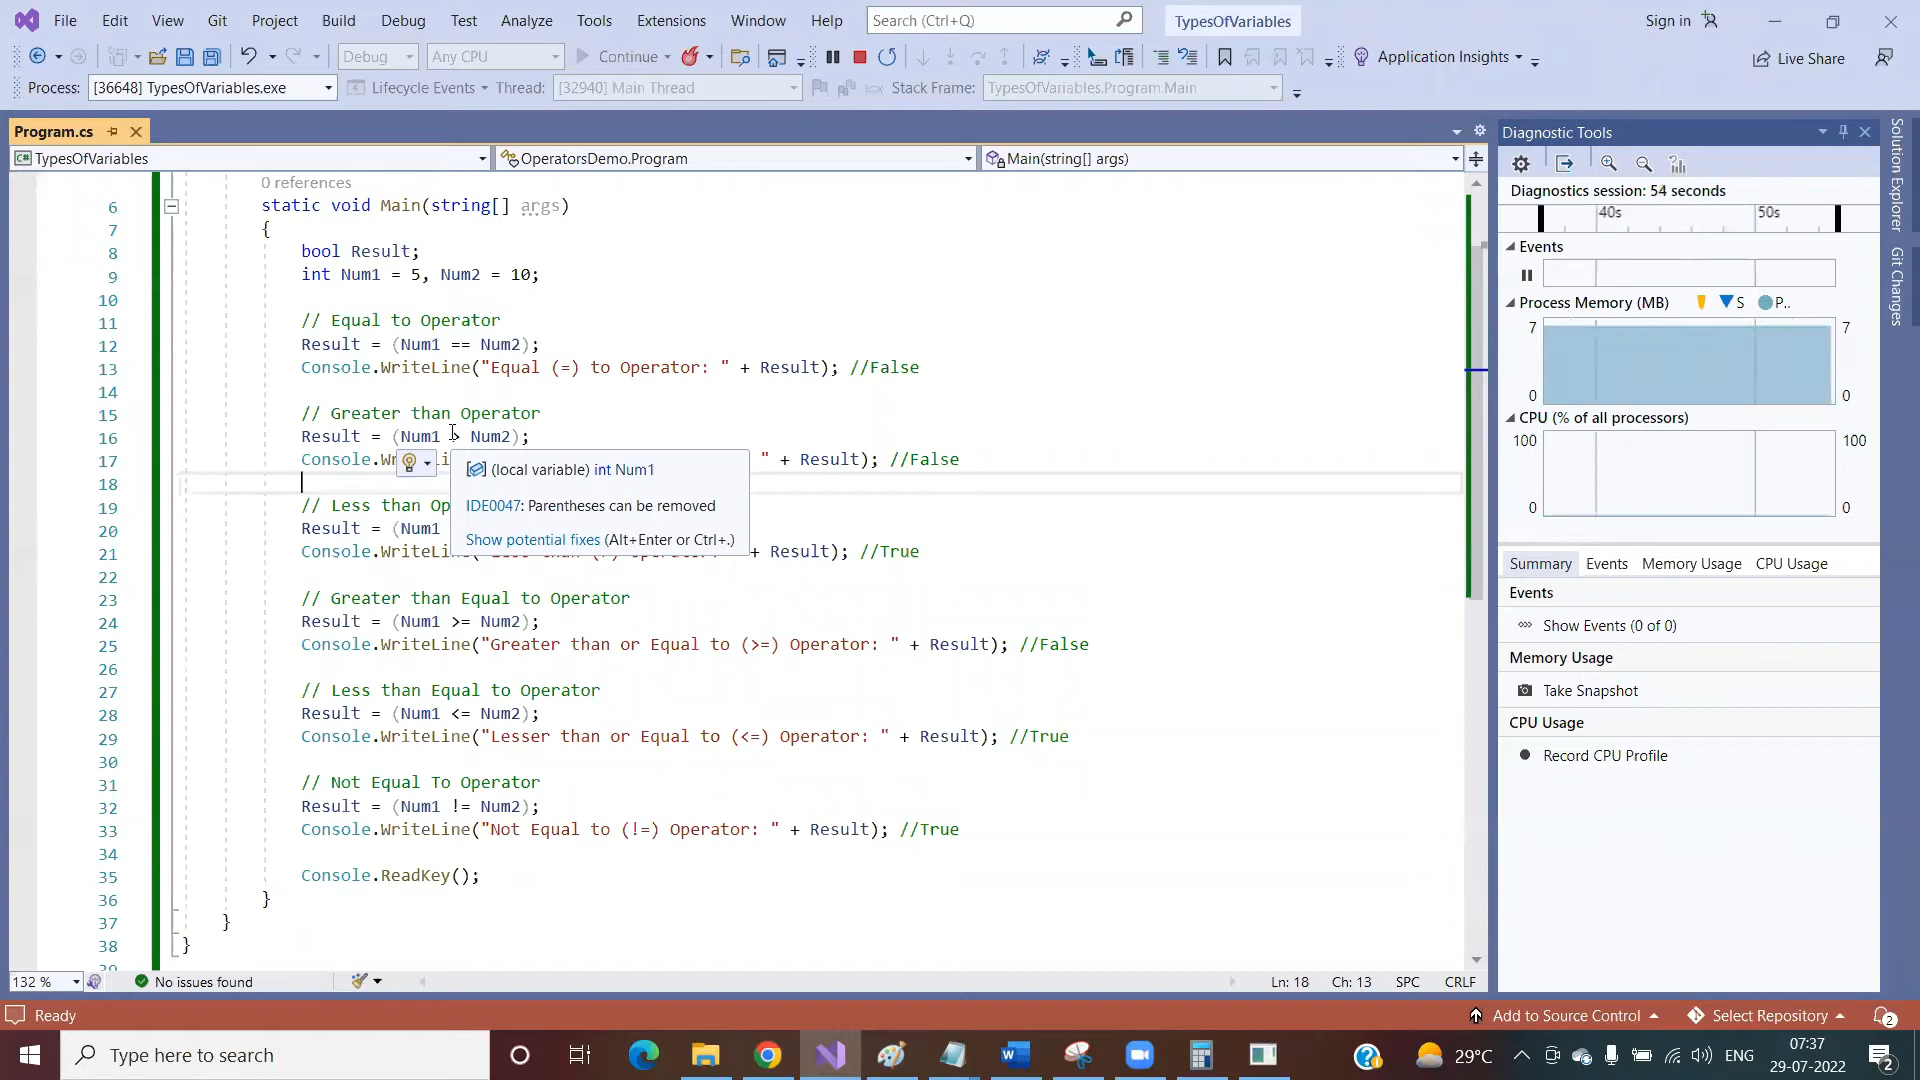 File Edit View Git Project Build Debug Test Analyze Tools Extensions Window Help Search (Ctrl+Q) TypesOfVariables Sign in
Debug Any CPU Continue Application Insights Live Share
Process: [36648] TypesOfVariables.exe Lifecycle Events Thread: [32940] Main Thread Stack Frame: TypesOfVariables.Program.Main
Program.cs
TypesOfVariables OperatorsDemo.Program Main(string[] args)
0 references
6 static void Main(string[] args)
7 {
8 bool Result;
9 int Num1 = 5, Num2 = 10;
10
11 // Equal to Operator
12 Result = (Num1 == Num2);
13 Console.WriteLine("Equal (=) to Operator: " + Result); //False
14
15 // Greater than Operator
16 Result = (Num1 > Num2);
17 Console. " + Result); //False
18
19 // Less than
20 Result = (Num1
21 Console.WriteLine + Result); //True
22
23 // Greater than Equal to Operator
24 Result = (Num1 >= Num2);
25 Console.WriteLine("Greater than or Equal to (>=) Operator: " + Result); //False
26
27 // Less than Equal to Operator
28 Result = (Num1 <= Num2);
29 Console.WriteLine("Lesser than or Equal to (<=) Operator: " + Result); //True
30
31 // Not Equal To Operator
32 Result = (Num1 != Num2);
33 Console.WriteLine("Not Equal to (!=) Operator: " + Result); //True
34
35 Console.ReadKey();
36 }
37 }
38 }
(local variable) int Num1
IDE0047: Parentheses can be removed
Show potential fixes (Alt+Enter or Ctrl+.)
132 % No issues found Ln: 18 Ch: 13 SPC CRLF
Diagnostic Tools
Diagnostics session: 54 seconds
40s 50s
Events
Process Memory (MB) S P..
7 7
0 0
CPU (% of all processors)
100 100
0 0
Summary Events Memory Usage CPU Usage
Events
Show Events (0 of 0)
Memory Usage
Take Snapshot
CPU Usage
Record CPU Profile
Solution Explorer
Git Changes
Ready Add to Source Control Select Repository 2
Type here to search 29°C ENG 07:37
29-07-2022 2